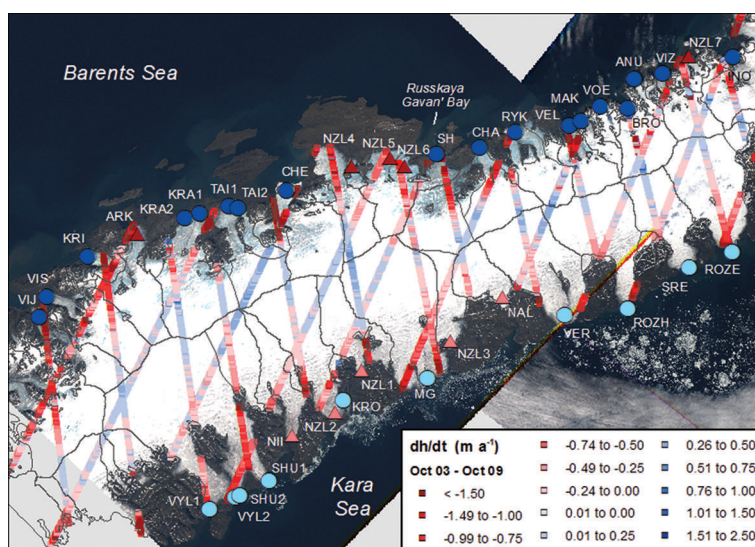 Barents Sea
Russkaya
Gavan' Bay
NZL7
VIZ
ANU
INO
VOE
MAK
VEL
BRO
RYK
CHA
SH
NZL4
NZL5
NZL6
CHE
TAI1
TAI2
KRA1
KRA2
ARK
KRI
VIS
VIJ
ROZE
SRE
ROZH
VER
NAL
NZL3
MG
NZL1
KRO
NZL2
NII
SHU1
SHU2
VYL1
VYL2
Kara
Sea
dh/dt (m a⁻¹)
Oct 03 - Oct 09
< -1.50
-1.49 to -1.00
-0.99 to -0.75
-0.74 to -0.50
-0.49 to -0.25
-0.24 to 0.00
0.01 to 0.00
0.01 to 0.25
0.26 to 0.50
0.51 to 0.75
0.76 to 1.00
1.01 to 1.50
1.51 to 2.50